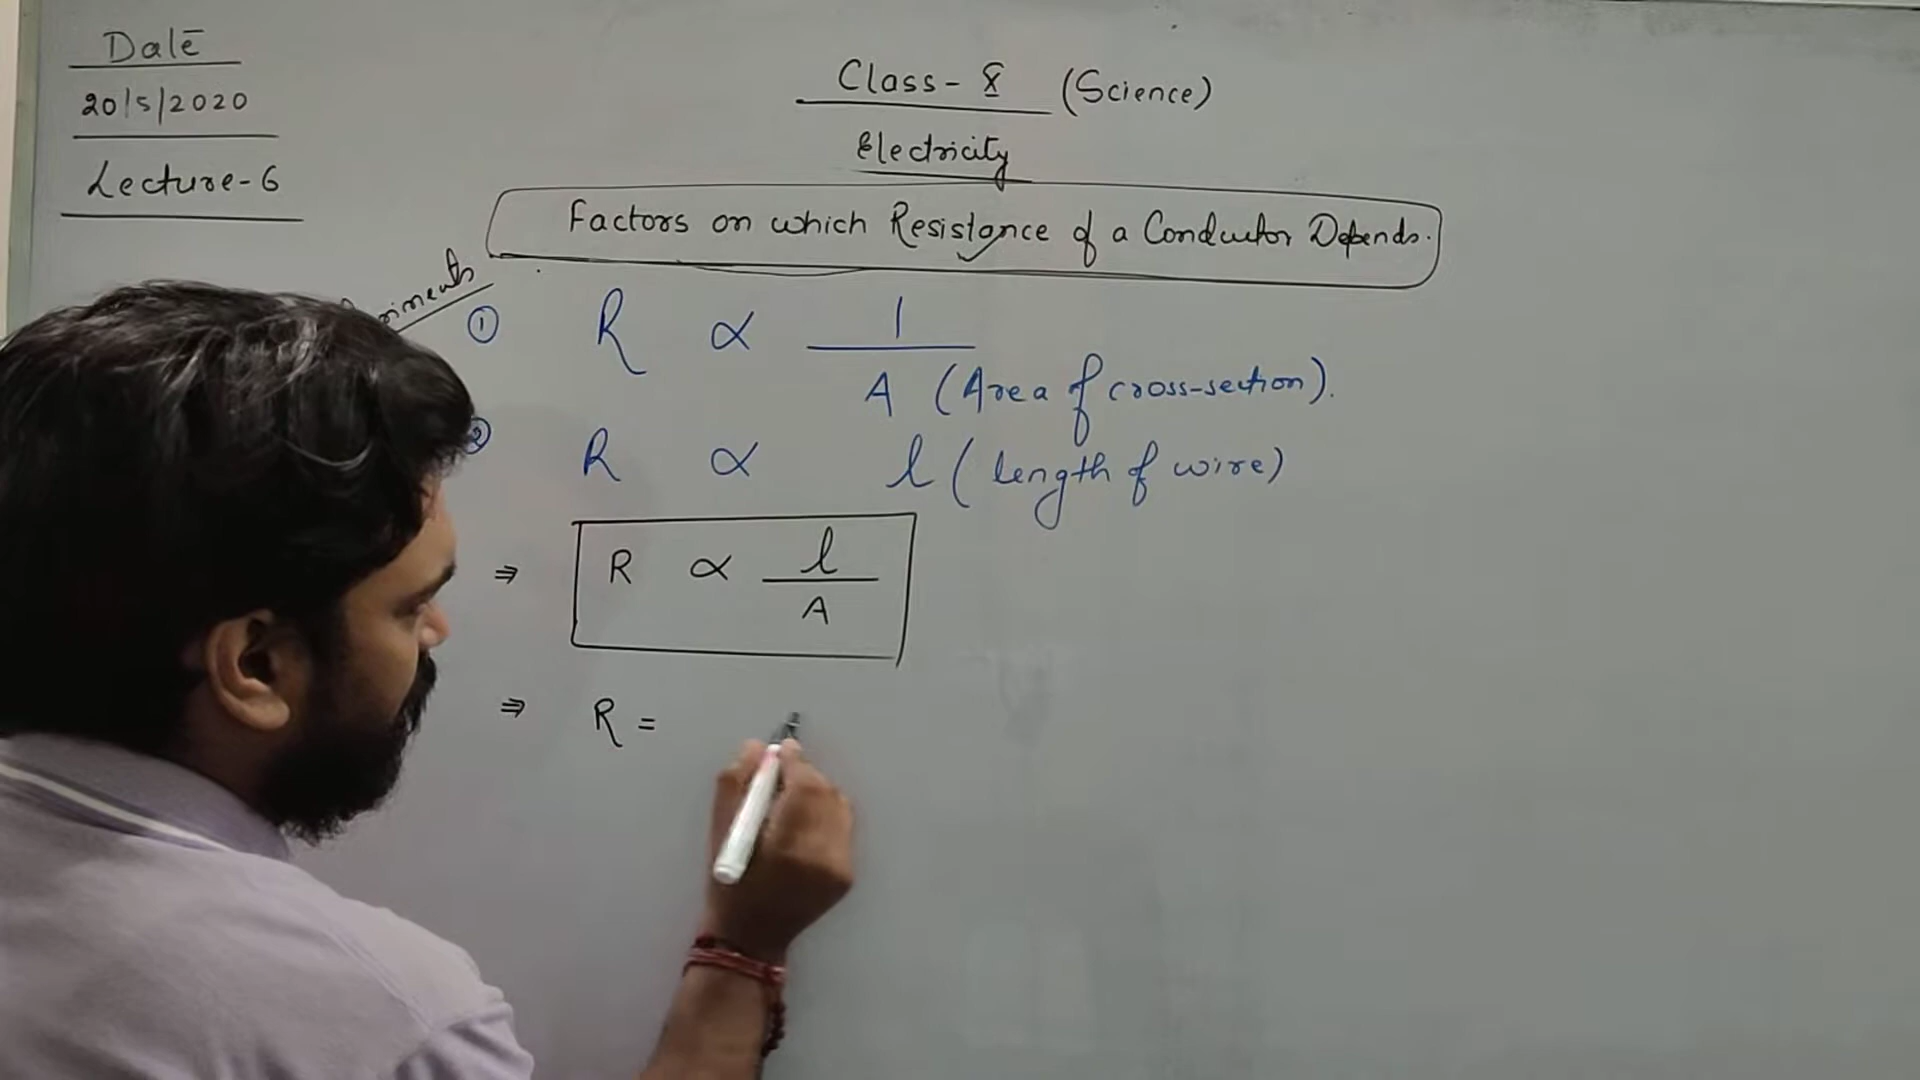 Date
20/5/2020
Lecture-6
Class - X (Science)
Electricity
Factors on which Resistance of a Conductor Depends.
① R ∝ 1
A (Area of cross-section).
② R ∝ l (length of wire)
⇒ R ∝ l
A
⇒ R =